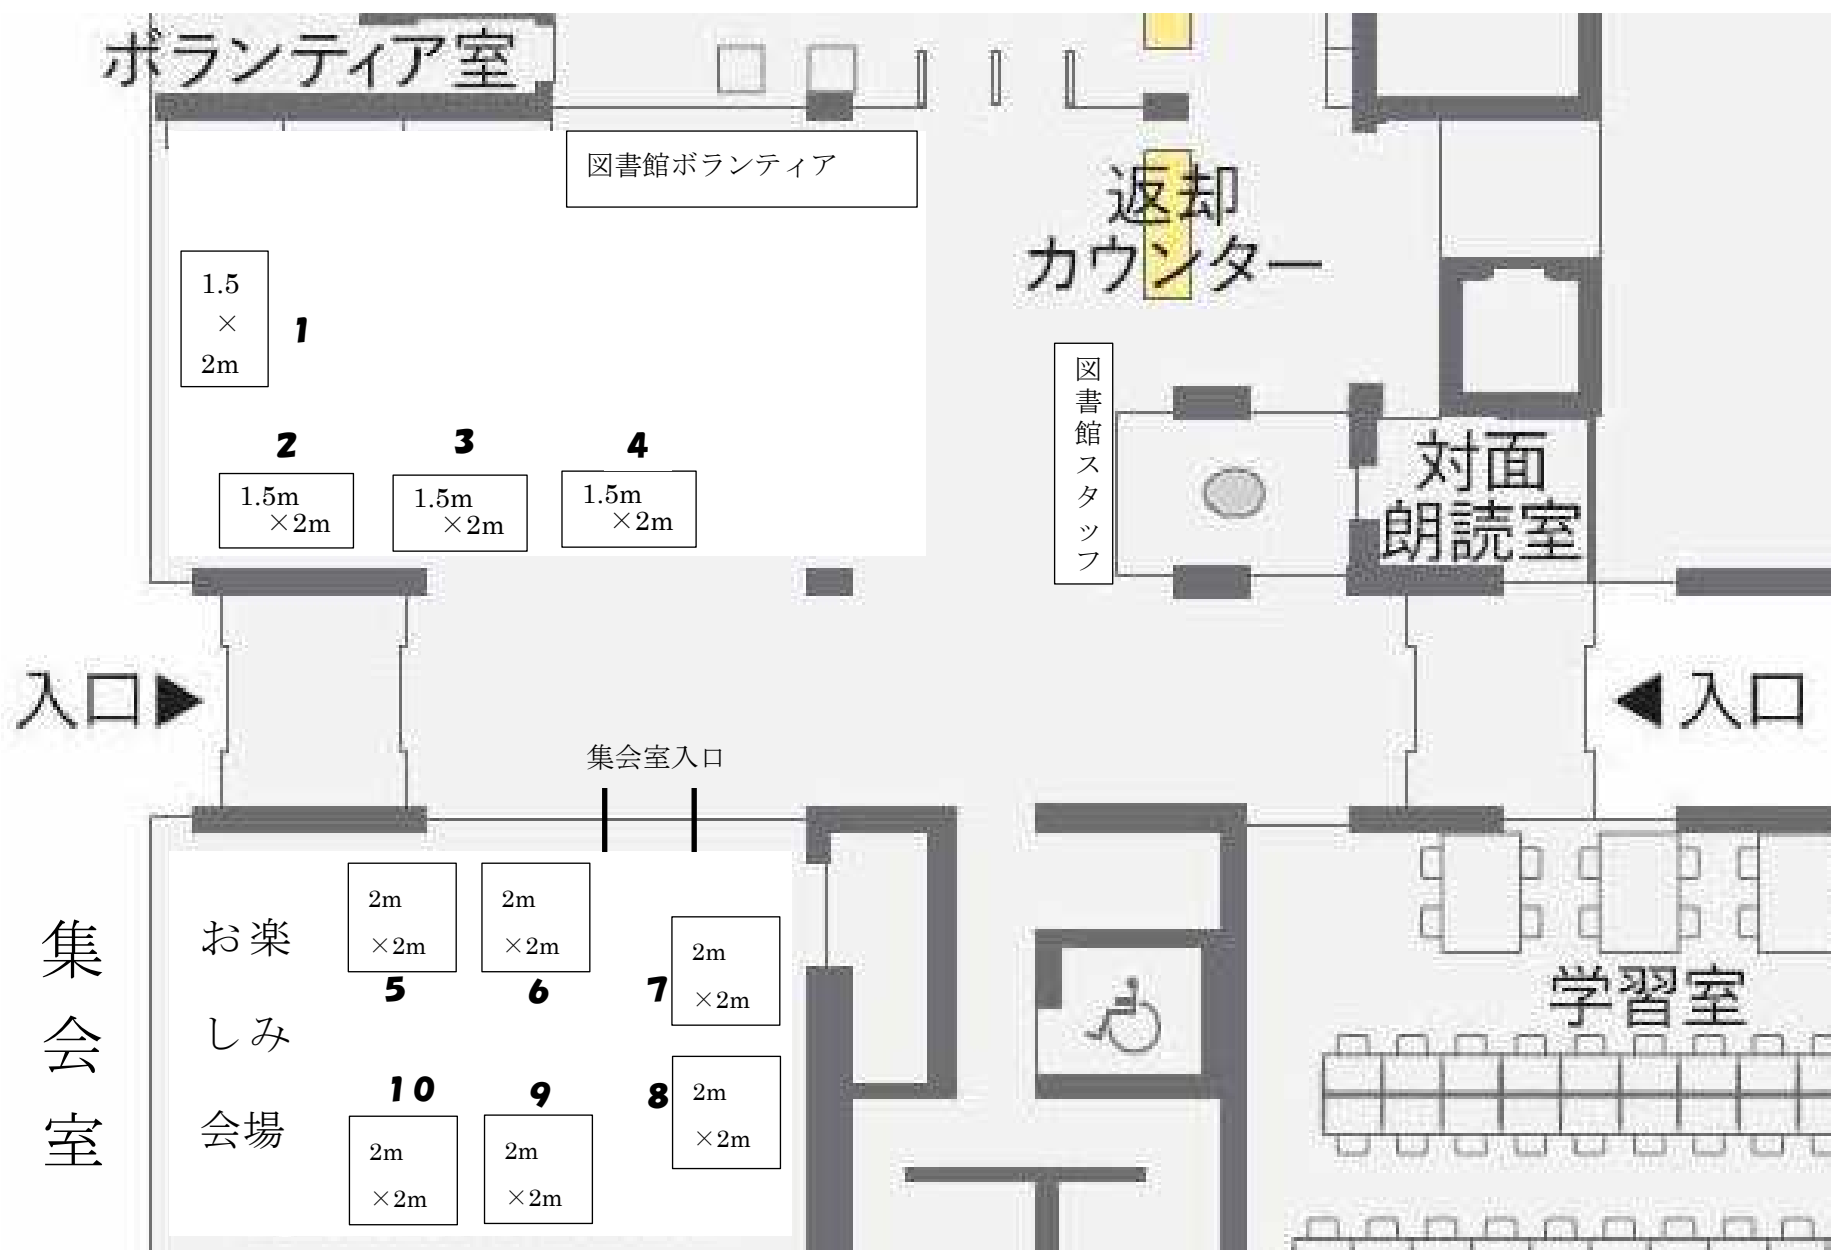 ボランティア室
図書館ボランティア
返却
カウンター
1.5
×
2m
1
図書館スタッフ
2
3
4
1.5m
×2m
1.5m
×2m
1.5m
×2m
対面
朗読室
入口▶
◀入口
集会室入口
集会室
お楽
しみ
会場
2m
×2m
5
2m
×2m
6
7
2m
×2m
8
2m
×2m
10
2m
×2m
9
2m
×2m
学習室